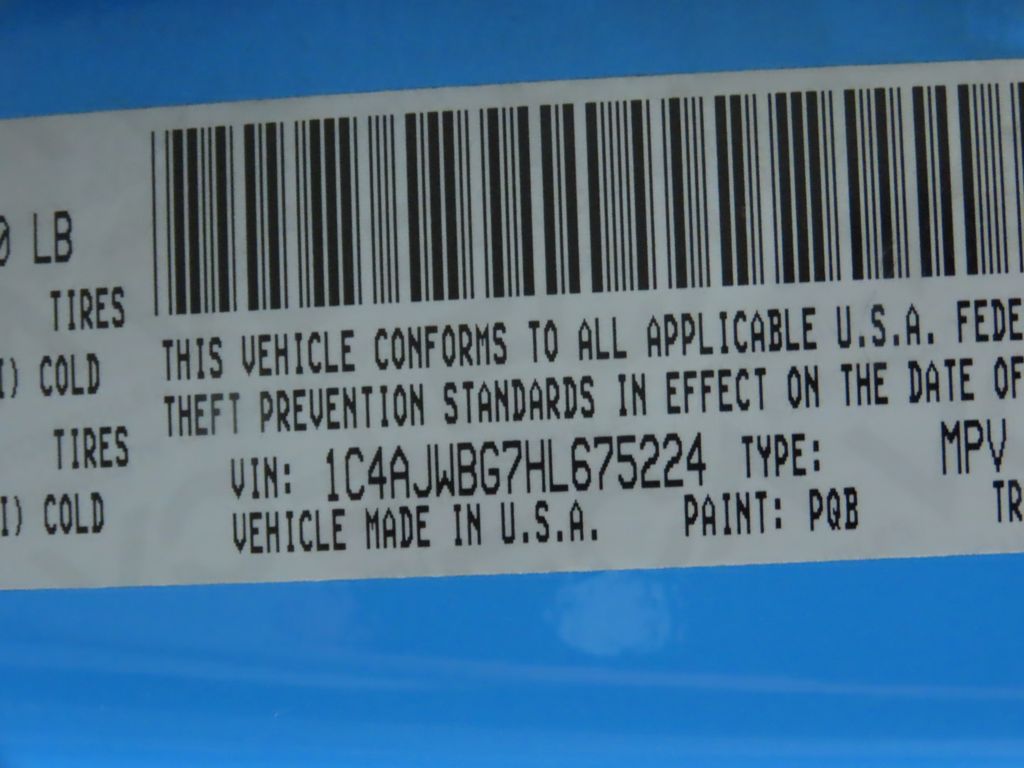 0 LB
TIRES
I) COLD
TIRES
I) COLD
THIS VEHICLE CONFORMS TO ALL APPLICABLE U.S.A. FEDE
THEFT PREVENTION STANDARDS IN EFFECT ON THE DATE OF
VIN: 1C4AJWBG7HL675224 TYPE: MPV
VEHICLE MADE IN U.S.A. PAINT: PQB TR